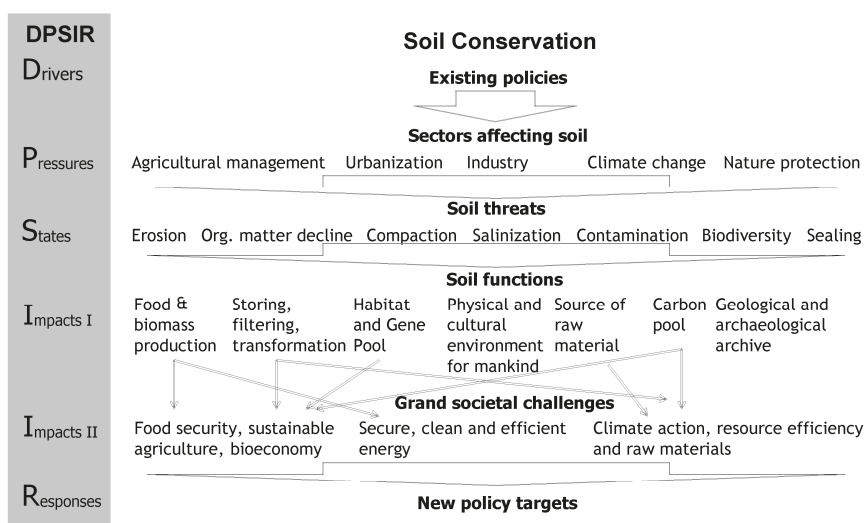 DPSIR
Soil Conservation
Drivers
Existing policies
Sectors affecting soil
Pressures
Agricultural management Urbanization Industry Climate change Nature protection
Soil threats
States
Erosion Org. matter decline Compaction Salinization Contamination Biodiversity Sealing
Soil functions
Impacts I
Food &
biomass
production
Storing,
filtering,
transformation
Habitat
and Gene
Pool
Physical and
cultural
environment
for mankind
Source of
raw
material
Carbon
pool
Geological and
archaeological
archive
Grand societal challenges
Impacts II
Food security, sustainable
agriculture, bioeconomy
Secure, clean and efficient
energy
Climate action, resource efficiency
and raw materials
Responses
New policy targets